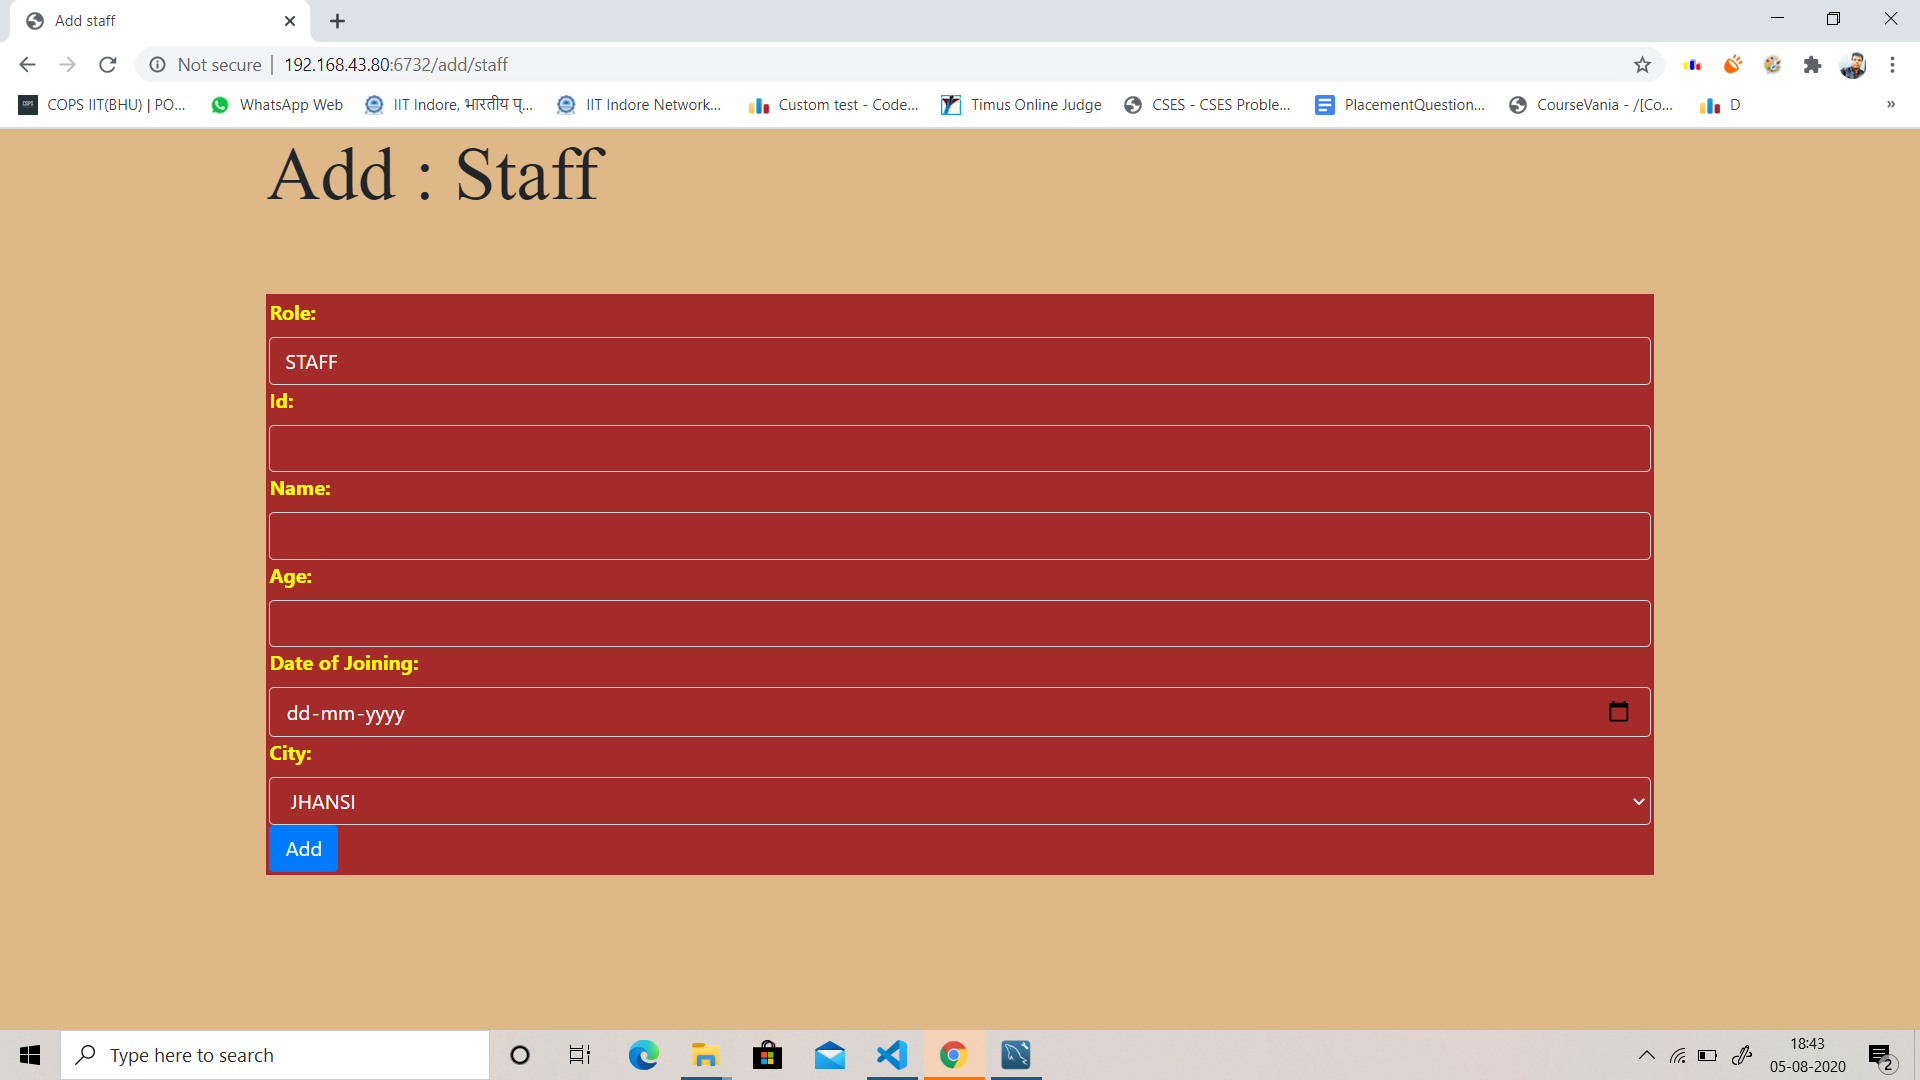 Add staff
Not secure | 192.168.43.80:6732/add/staff
COPS IIT(BHU) | PO... WhatsApp Web IIT Indore, भारतीय प्... IIT Indore Network... Custom test - Code... Timus Online Judge CSES - CSES Proble... PlacementQuestion... CourseVania - /[Co... D »
Add : Staff
Role:
STAFF
Id:
Name:
Age:
Date of Joining:
dd-mm-yyyy
City:
JHANSI
Add
Type here to search
18:43
05-08-2020
2